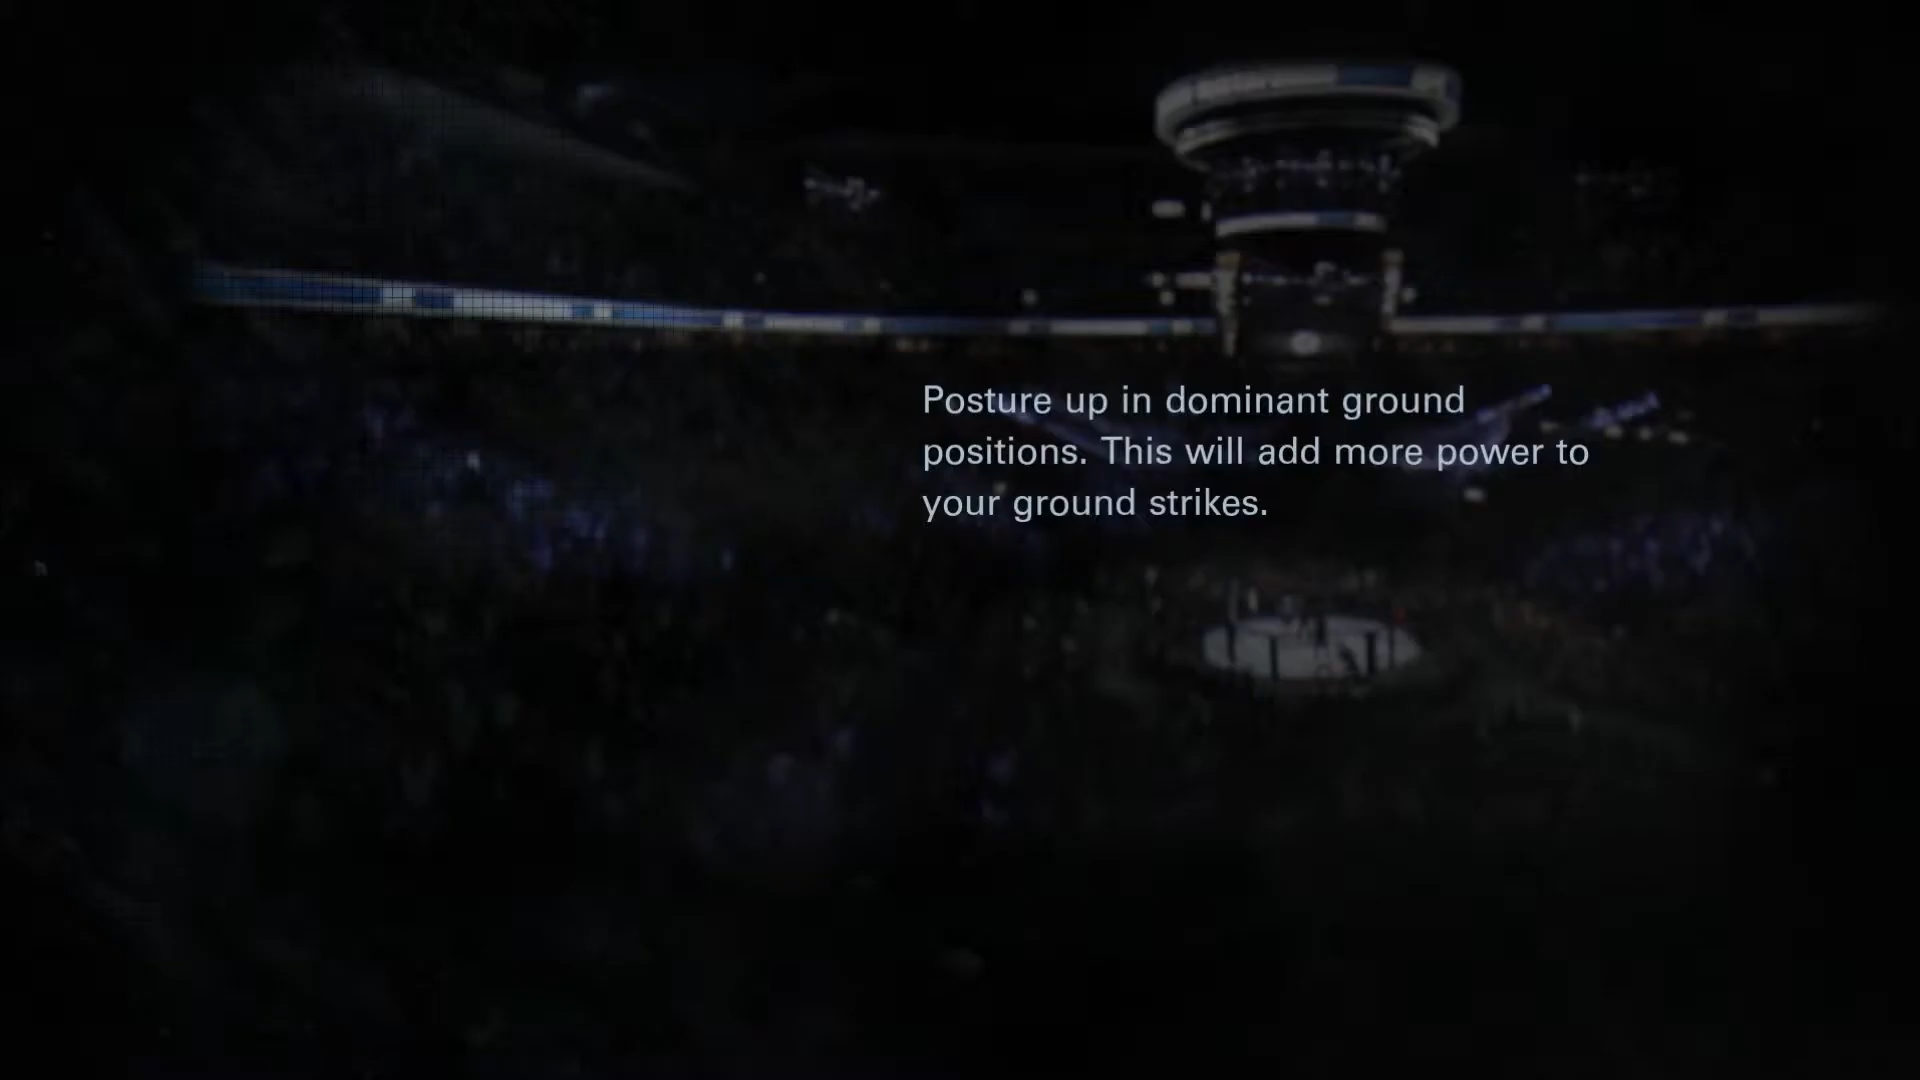 Posture up in dominant ground
positions. This will add more power to
your ground strikes.